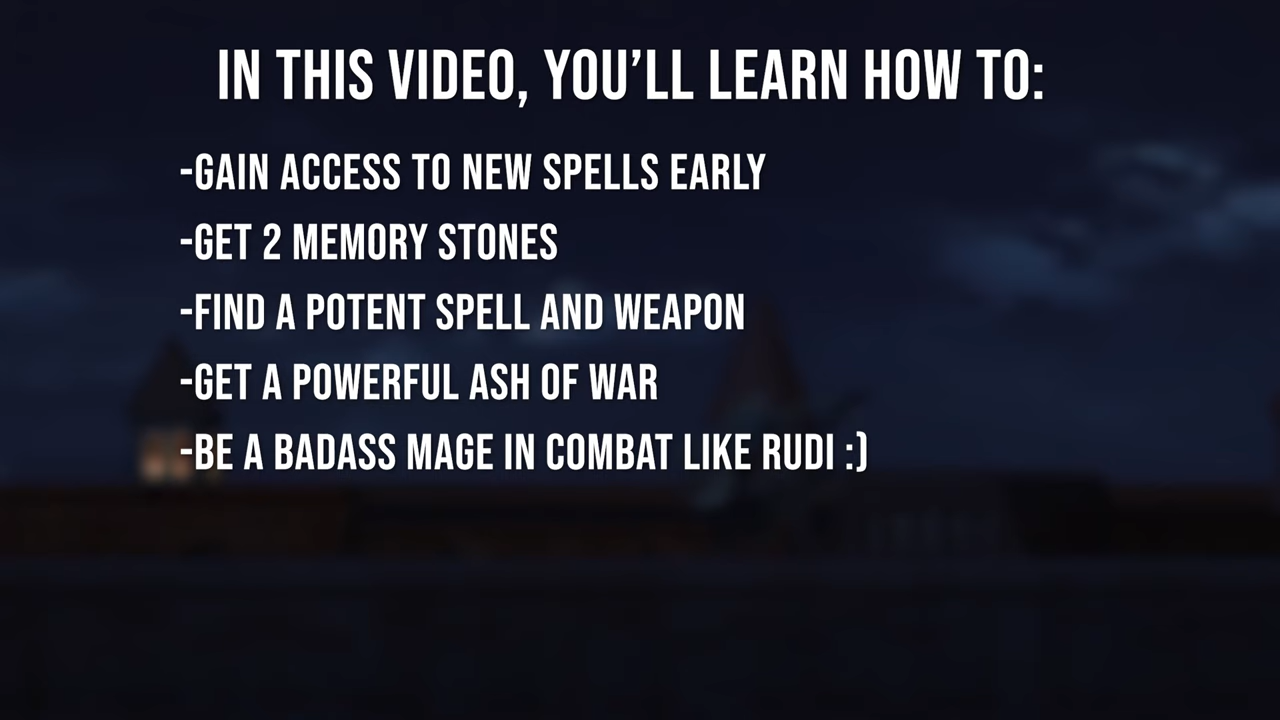 IN THIS VIDEO, YOU’LL LEARN HOW TO:
-GAIN ACCESS TO NEW SPELLS EARLY
-GET 2 MEMORY STONES
-FIND A POTENT SPELL AND WEAPON
-GET A POWERFUL ASH OF WAR
-BE A BADASS MAGE IN COMBAT LIKE RUDI :)